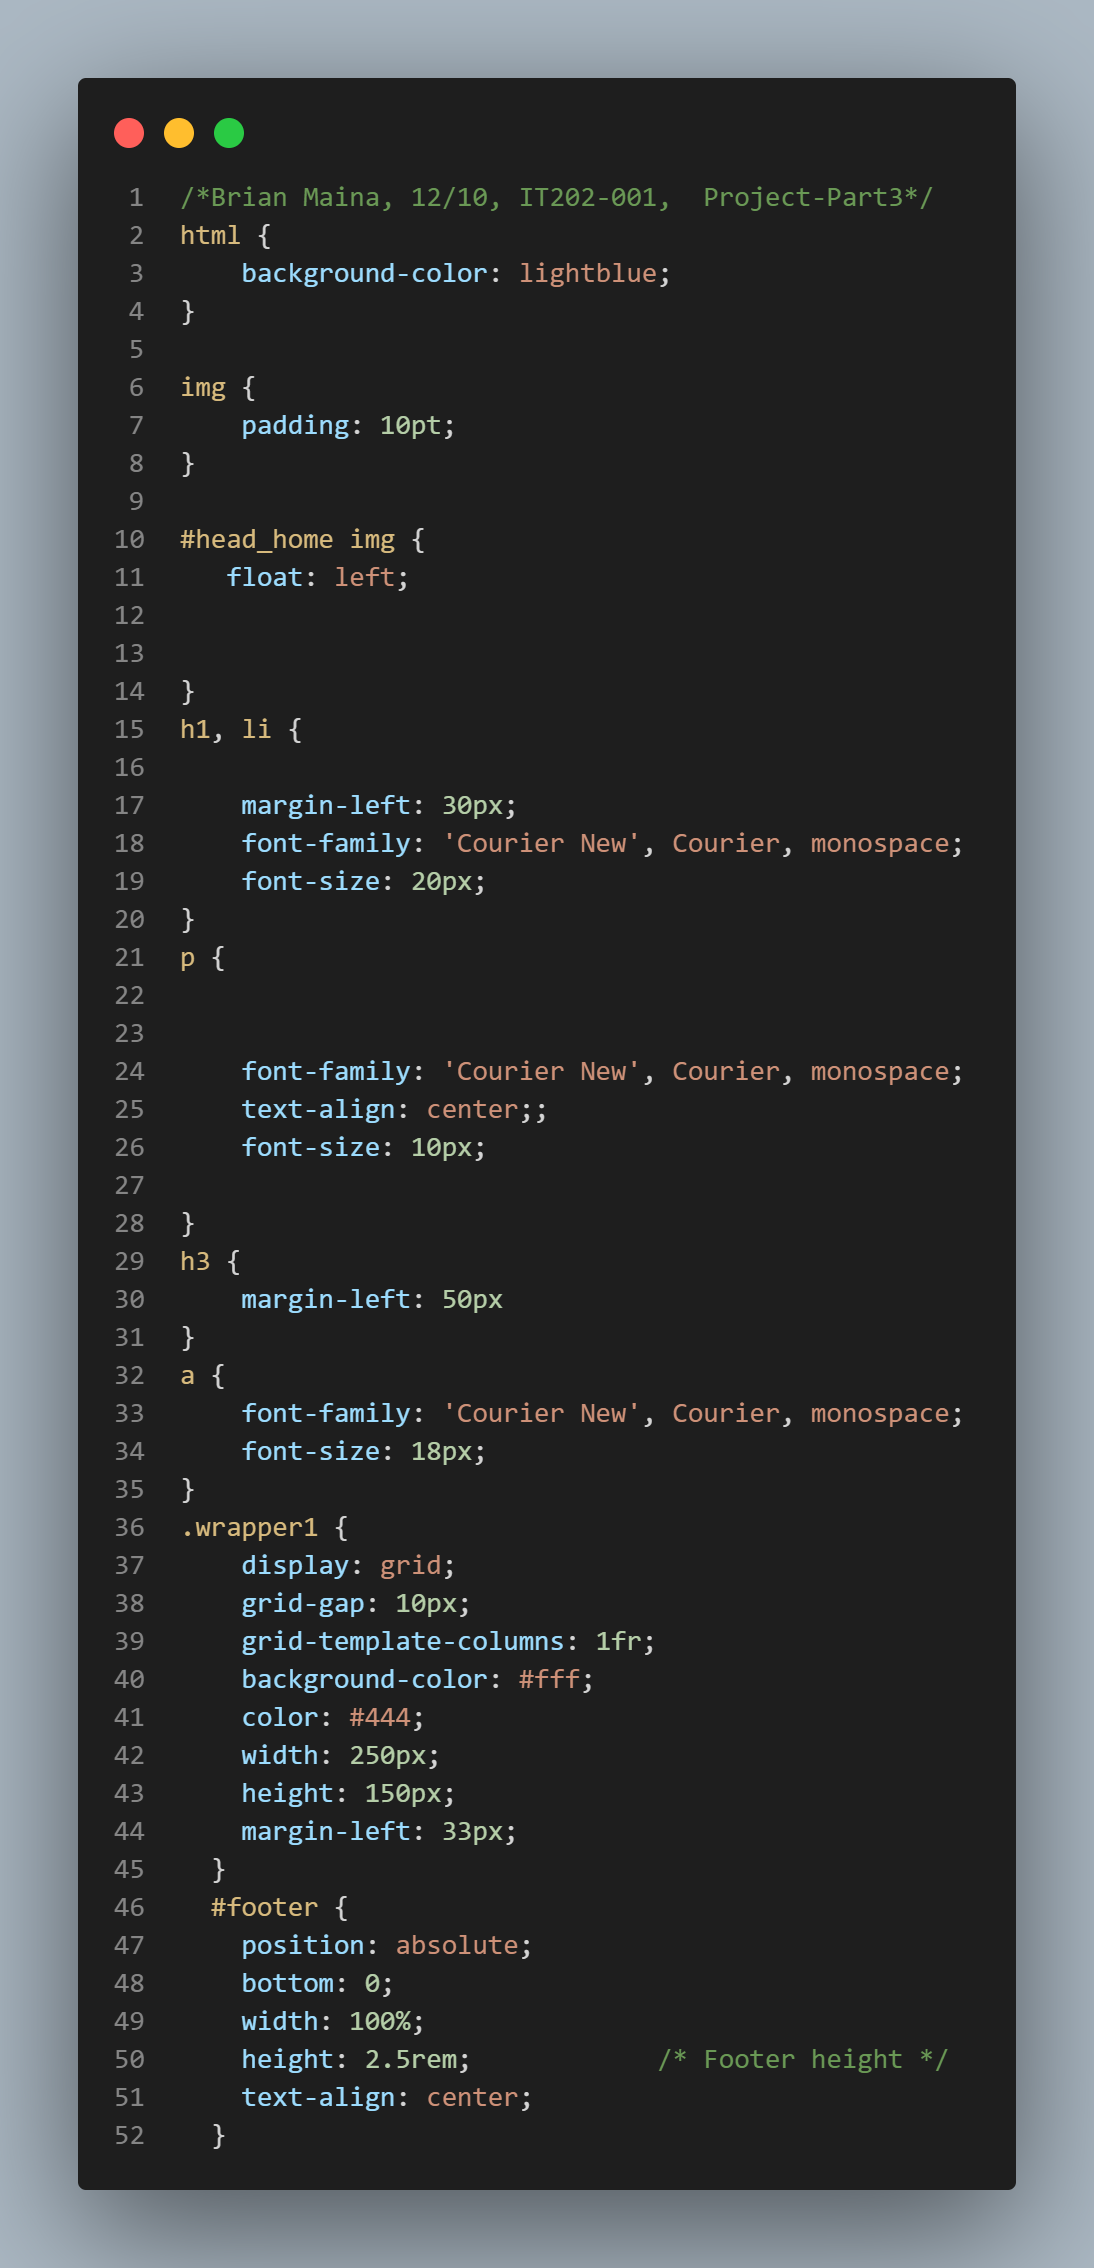 1 /*Brian Maina, 12/10, IT202-001,  Project-Part3*/
2 html {
3     background-color: lightblue;
4 }
5
6 img {
7     padding: 10pt;
8 }
9
10 #head_home img {
11    float: left;
12
13
14 }
15 h1, li {
16
17     margin-left: 30px;
18     font-family: 'Courier New', Courier, monospace;
19     font-size: 20px;
20 }
21 p {
22
23
24     font-family: 'Courier New', Courier, monospace;
25     text-align: center;;
26     font-size: 10px;
27
28 }
29 h3 {
30     margin-left: 50px
31 }
32 a {
33     font-family: 'Courier New', Courier, monospace;
34     font-size: 18px;
35 }
36 .wrapper1 {
37     display: grid;
38     grid-gap: 10px;
39     grid-template-columns: 1fr;
40     background-color: #fff;
41     color: #444;
42     width: 250px;
43     height: 150px;
44     margin-left: 33px;
45   }
46   #footer {
47     position: absolute;
48     bottom: 0;
49     width: 100%;
50     height: 2.5rem;            /* Footer height */
51     text-align: center;
52   }